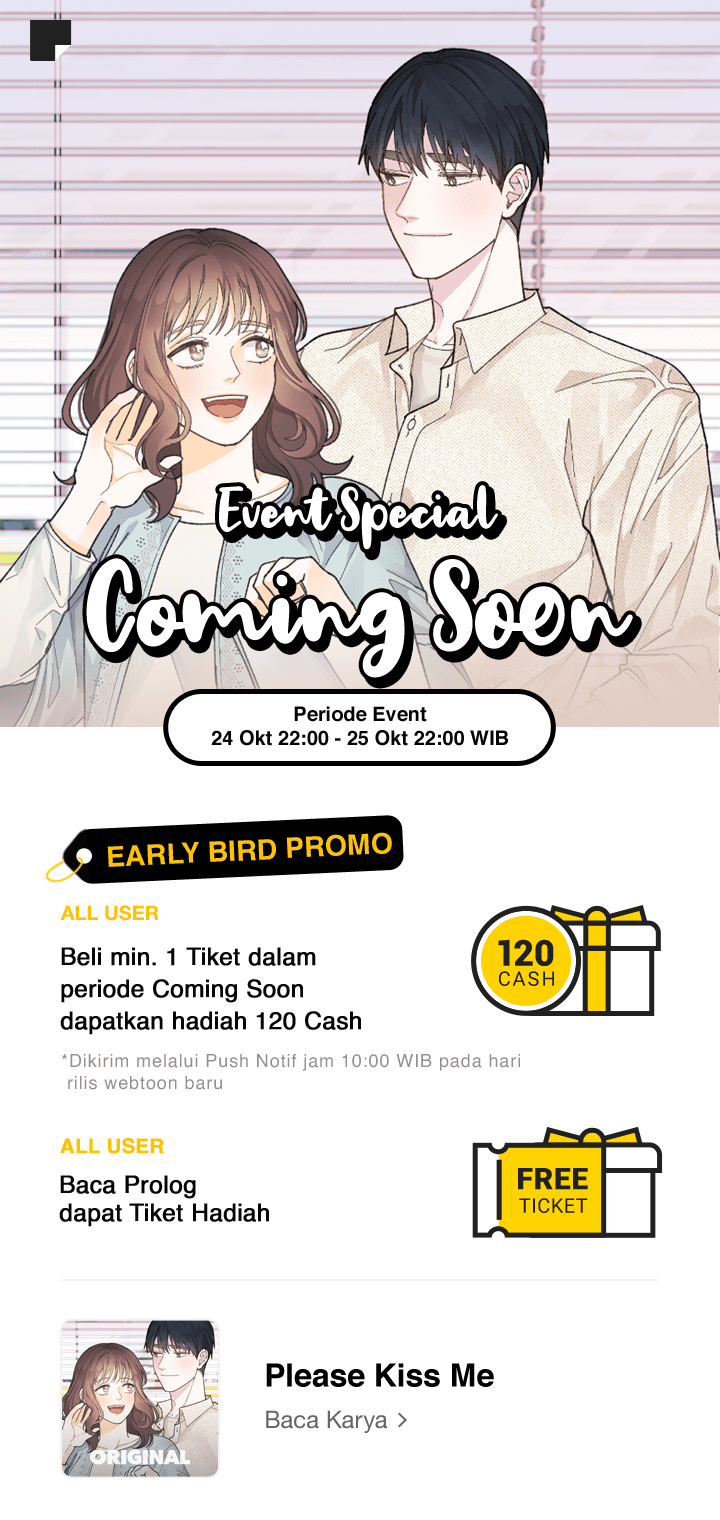 Event Special
Coming Soon
Periode Event
24 Okt 22:00 - 25 Okt 22:00 WIB
EARLY BIRD PROMO
ALL USER
Beli min. 1 Tiket dalam
periode Coming Soon
dapatkan hadiah 120 Cash
120
CASH
*Dikirim melalui Push Notif jam 10:00 WIB pada hari
rilis webtoon baru
ALL USER
Baca Prolog
dapat Tiket Hadiah
FREE
TICKET
ORIGINAL
Please Kiss Me
Baca Karya >